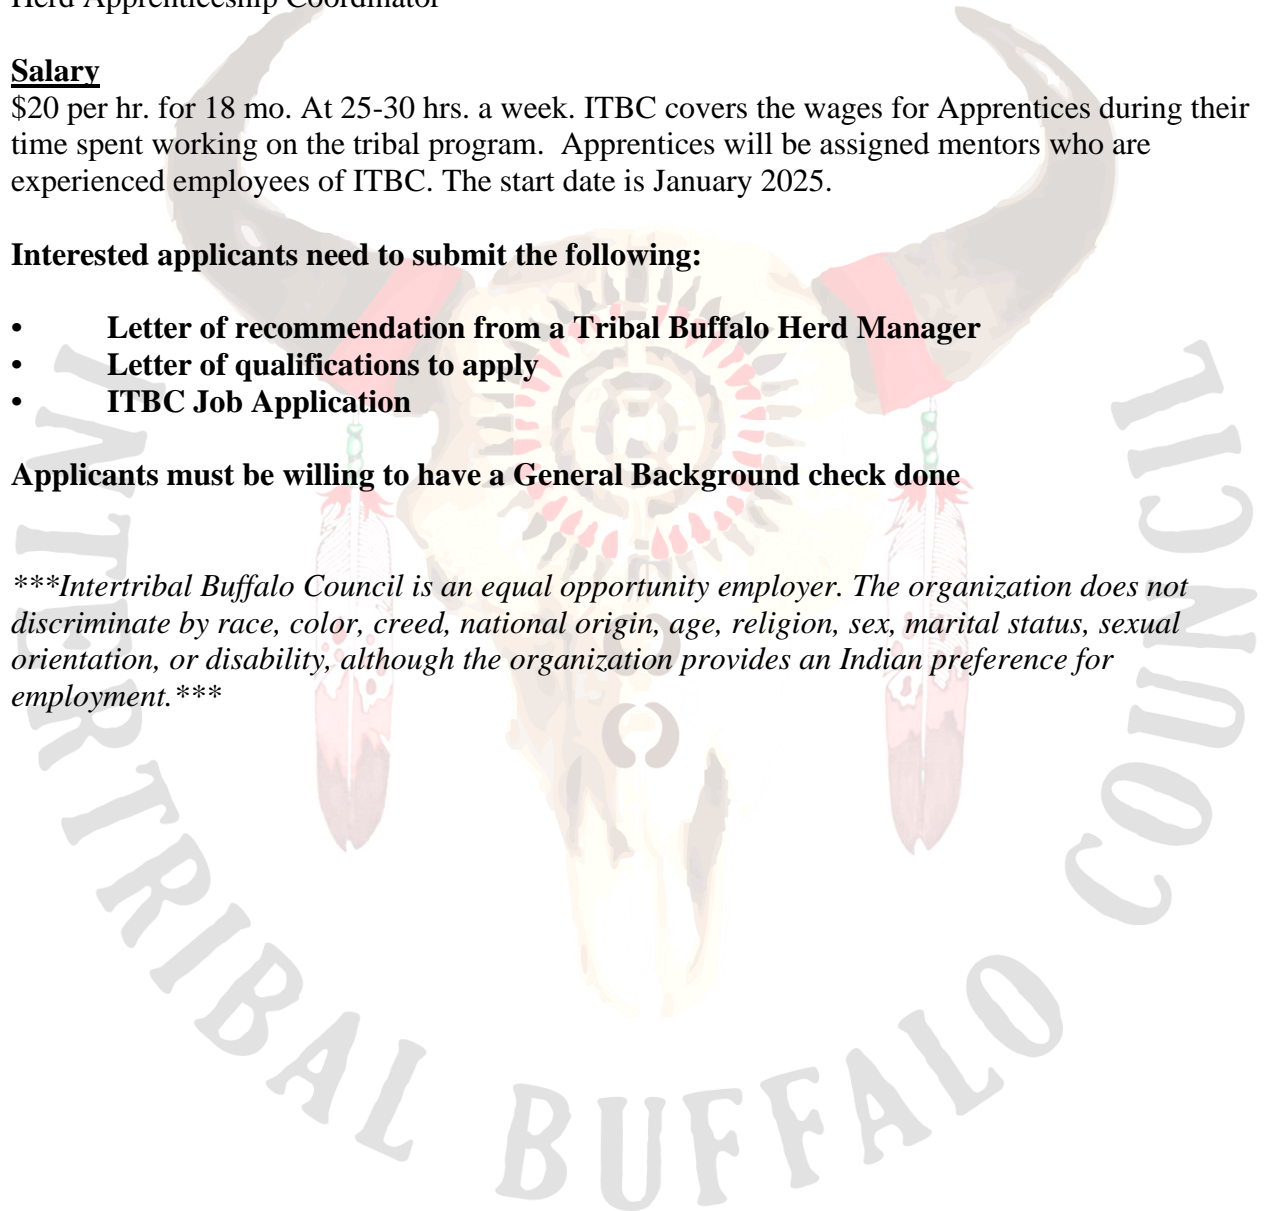 Herd Apprenticeship Coordinator
Salary
$20 per hr. for 18 mo. At 25-30 hrs. a week. ITBC covers the wages for Apprentices during their
time spent working on the tribal program.  Apprentices will be assigned mentors who are
experienced employees of ITBC. The start date is January 2025.
Interested applicants need to submit the following:
• Letter of recommendation from a Tribal Buffalo Herd Manager
• Letter of qualifications to apply
• ITBC Job Application
Applicants must be willing to have a General Background check done
***Intertribal Buffalo Council is an equal opportunity employer. The organization does not
discriminate by race, color, creed, national origin, age, religion, sex, marital status, sexual
orientation, or disability, although the organization provides an Indian preference for
employment.***
INTERTRIBAL BUFFALO COUNCIL